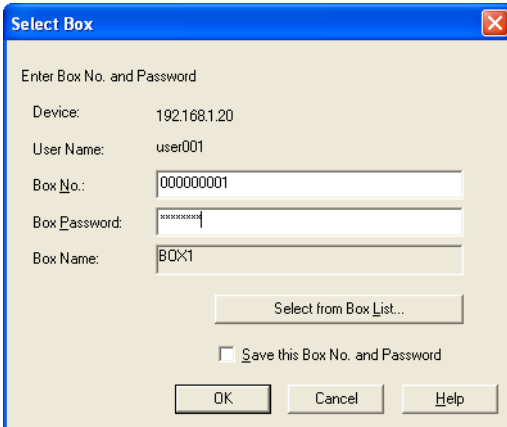 Select Box
Enter Box No. and Password
Device: 192.168.1.20
User Name: user001
Box No.: 000000001
Box Password: ********
Box Name: BOX1
Select from Box List...
Save this Box No. and Password
OK Cancel Help